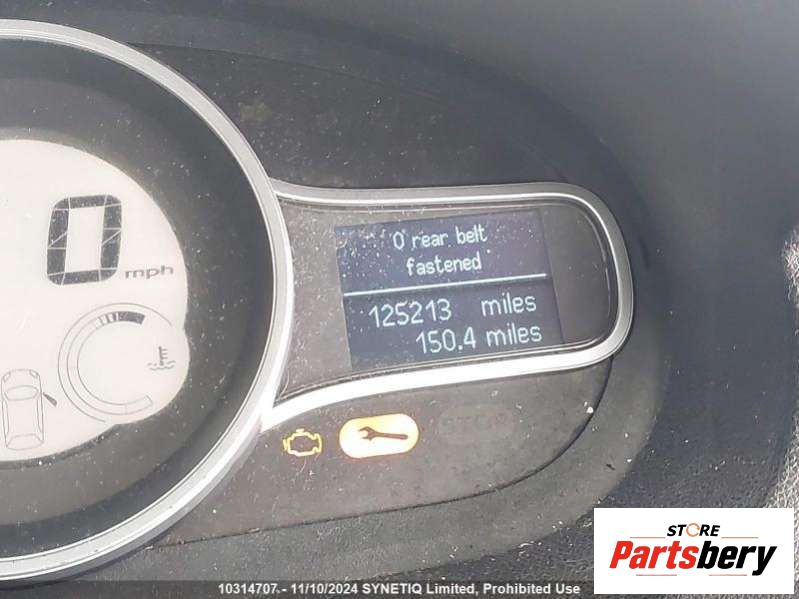 0 mph
0 rear belt
fastened
125213 miles
150.4 miles
STOP
STORE
Partsbery
10314707 - 11/10/2024 SYNETIQ Limited, Prohibited Use